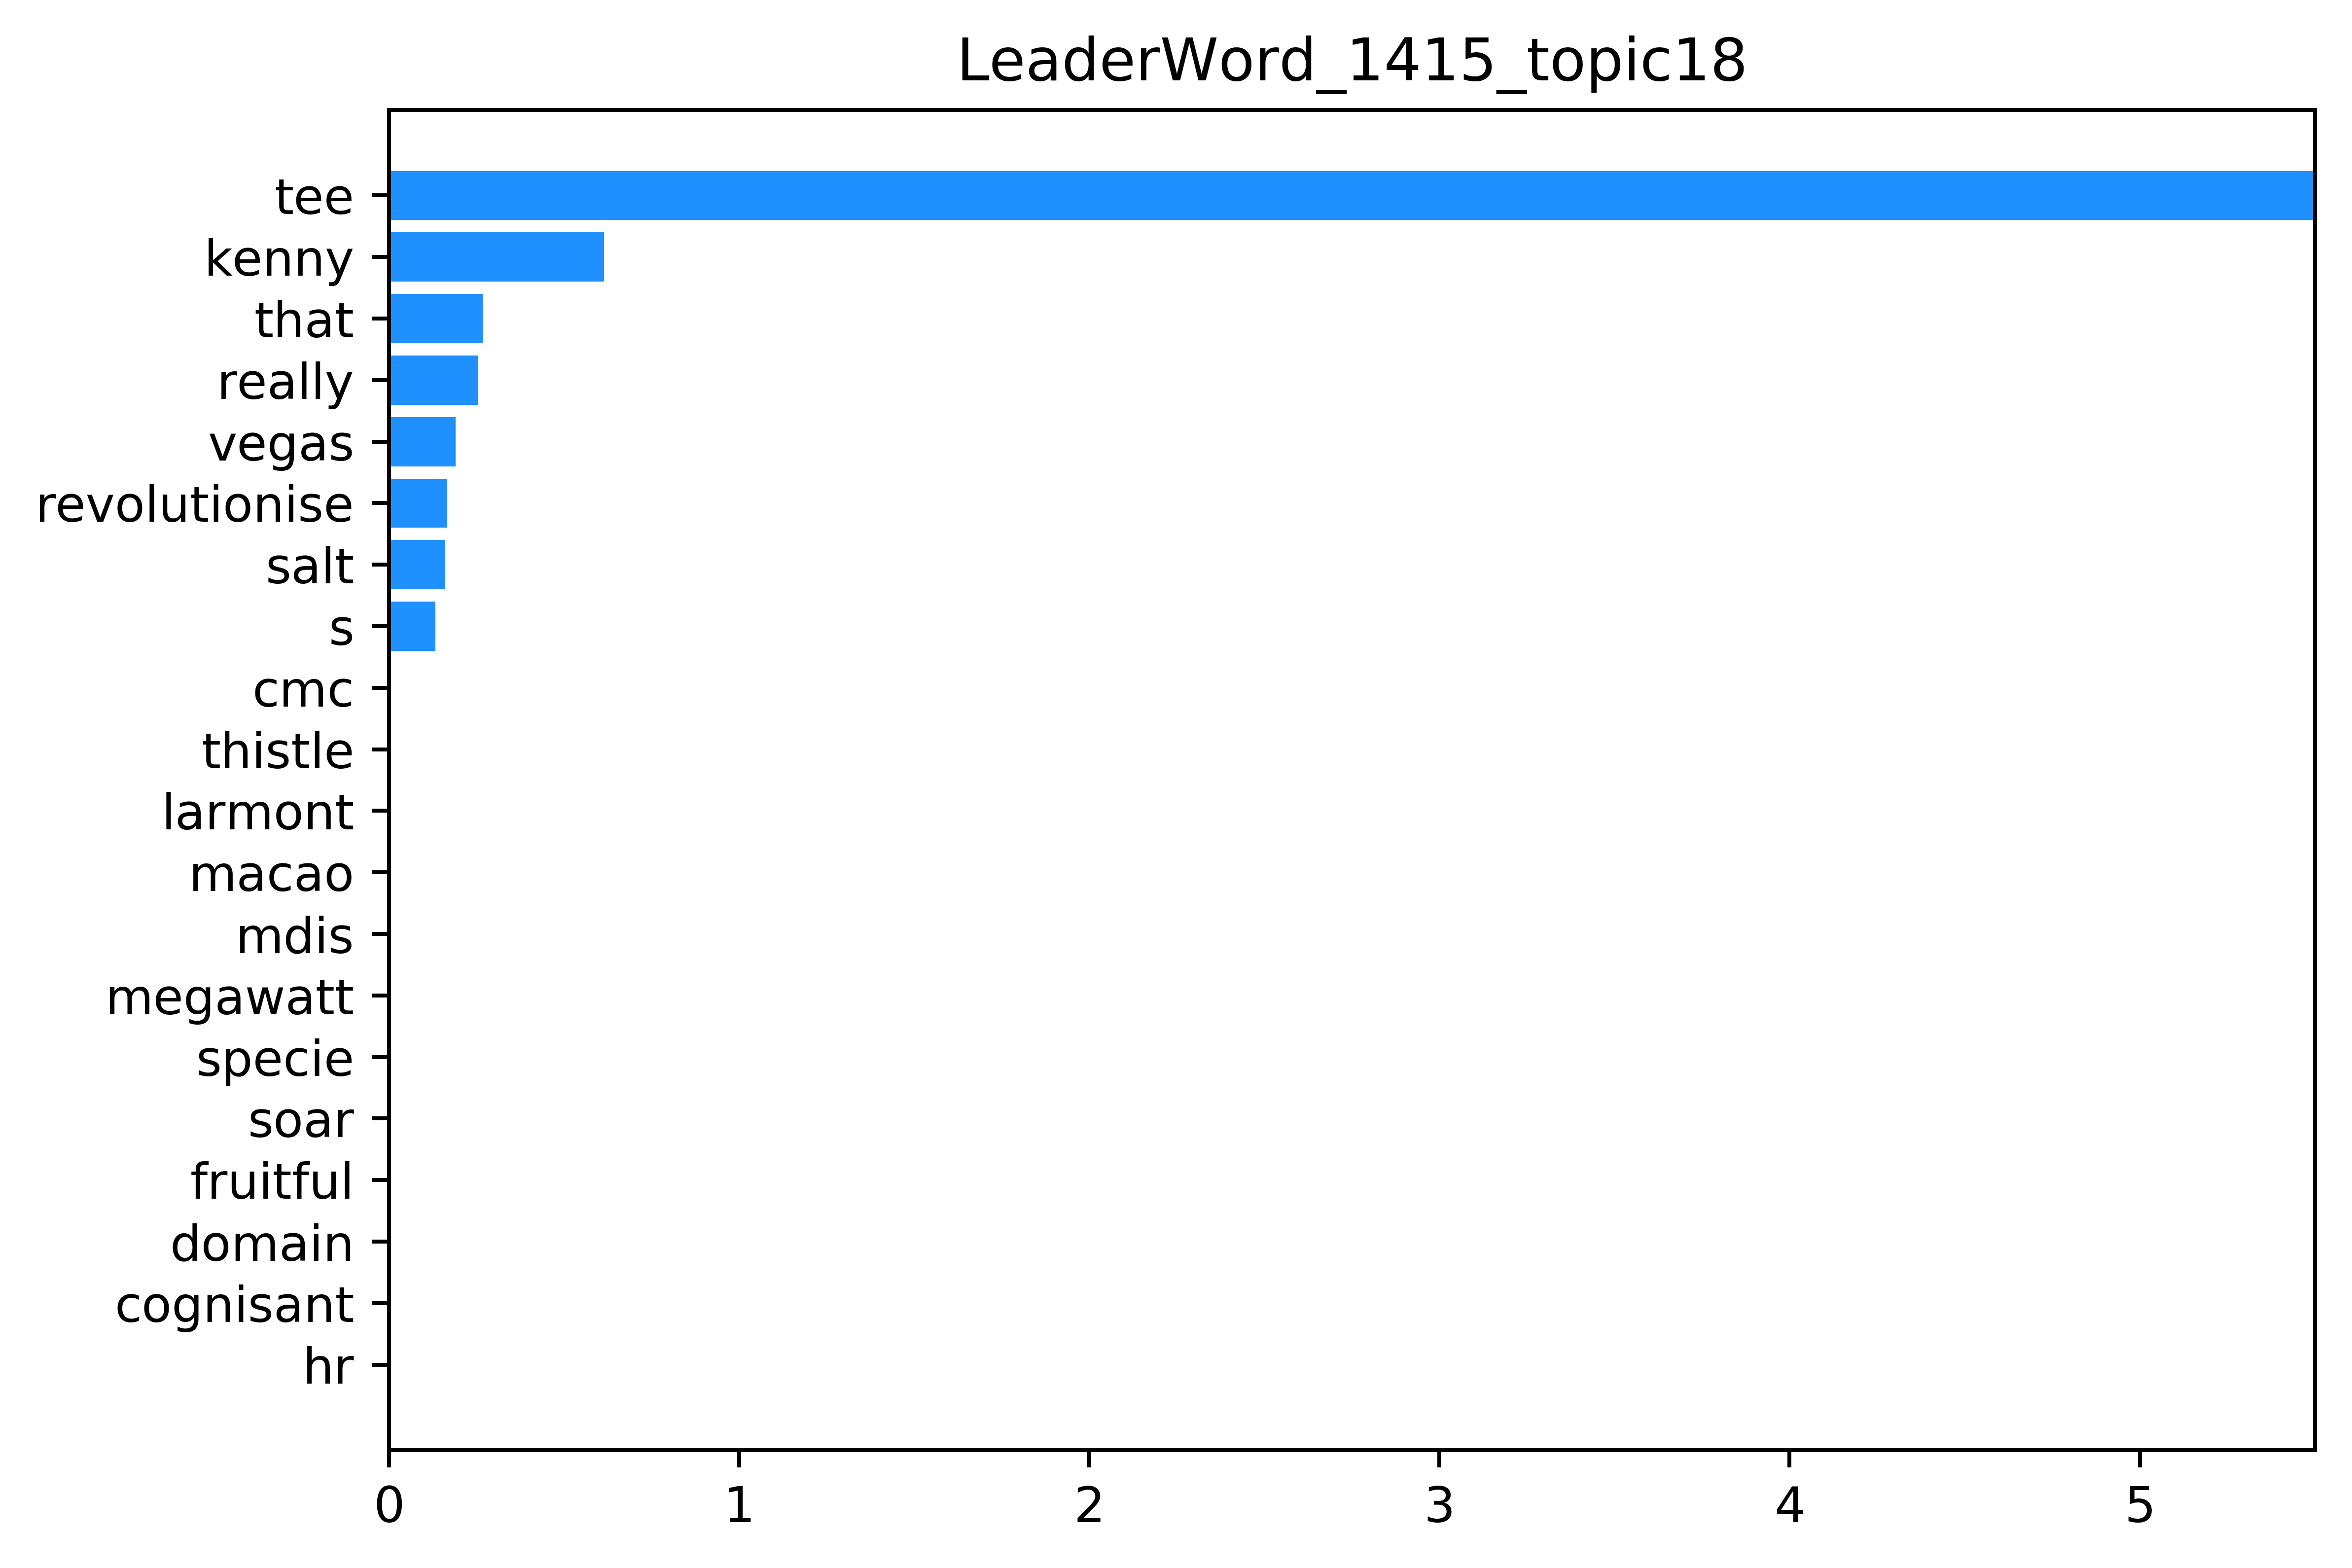 LeaderWord_1415_topic18
tee
kenny
that
really
vegas
revolutionise
salt
s
cmc
thistle
larmont
macao
mdis
megawatt
specie
soar
fruitful
domain
cognisant
hr
0 1 2 3 4 5